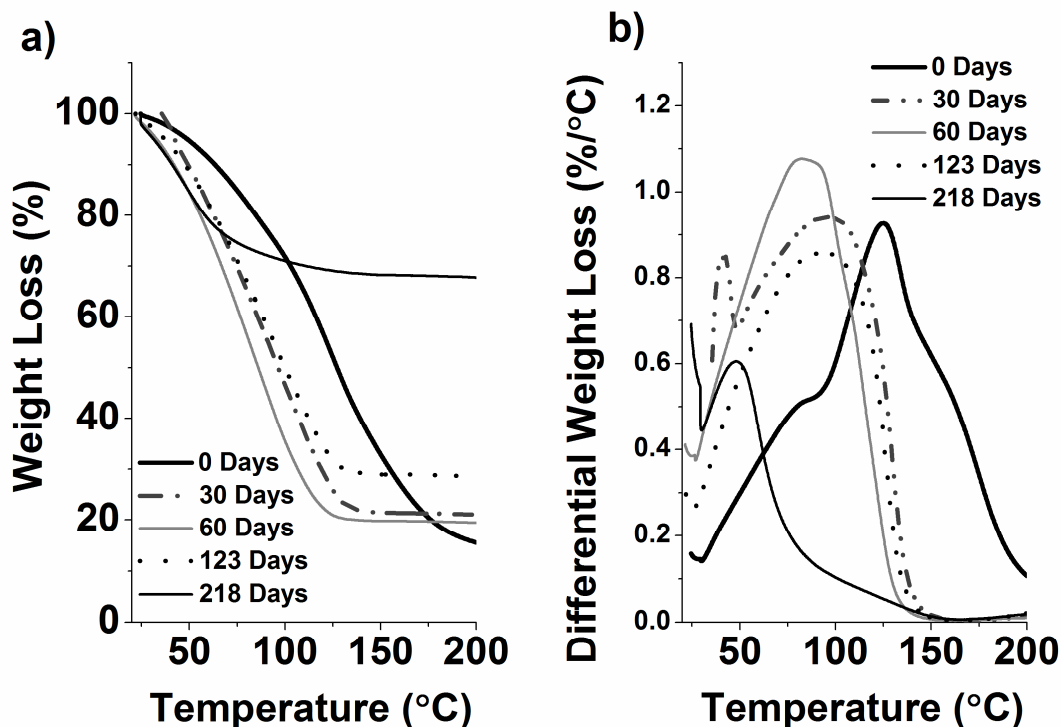 a)
Weight Loss (%)
100
80
60
40
20
0
0 Days
30 Days
60 Days
123 Days
218 Days
50 100 150 200
Temperature (°C)
b)
Differential Weight Loss (%/°C)
1.2
1.0
0.8
0.6
0.4
0.2
0.0
0 Days
30 Days
60 Days
123 Days
218 Days
50 100 150 200
Temperature (°C)